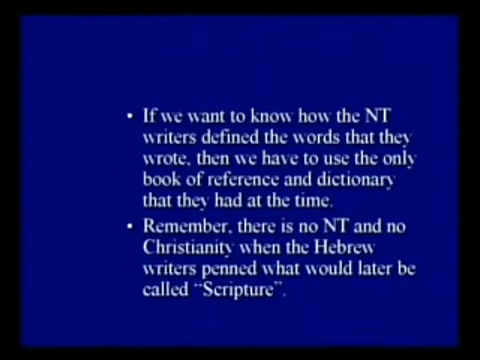 • If we want to know how the NT
writers defined the words that they
wrote, then we have to use the only
book of reference and dictionary
that they had at the time.
• Remember, there is no NT and no
Christianity when the Hebrew
writers penned what would later be
called “Scripture”.